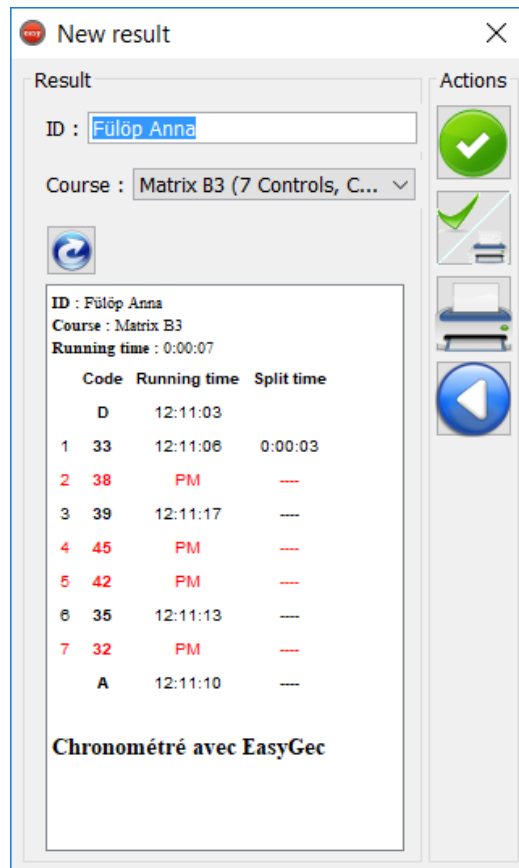 easy
New result
Result
Actions
ID : Fülöp Anna
Course : Matrix B3 (7 Controls, C...
ID : Fülöp Anna
Course : Matrix B3
Running time : 0:00:07
Code Running time Split time
D 12:11:03
1 33 12:11:06 0:00:03
2 38 PM ----
3 39 12:11:17 ----
4 45 PM ----
5 42 PM ----
6 35 12:11:13 ----
7 32 PM ----
A 12:11:10 ----
Chronométré avec EasyGec